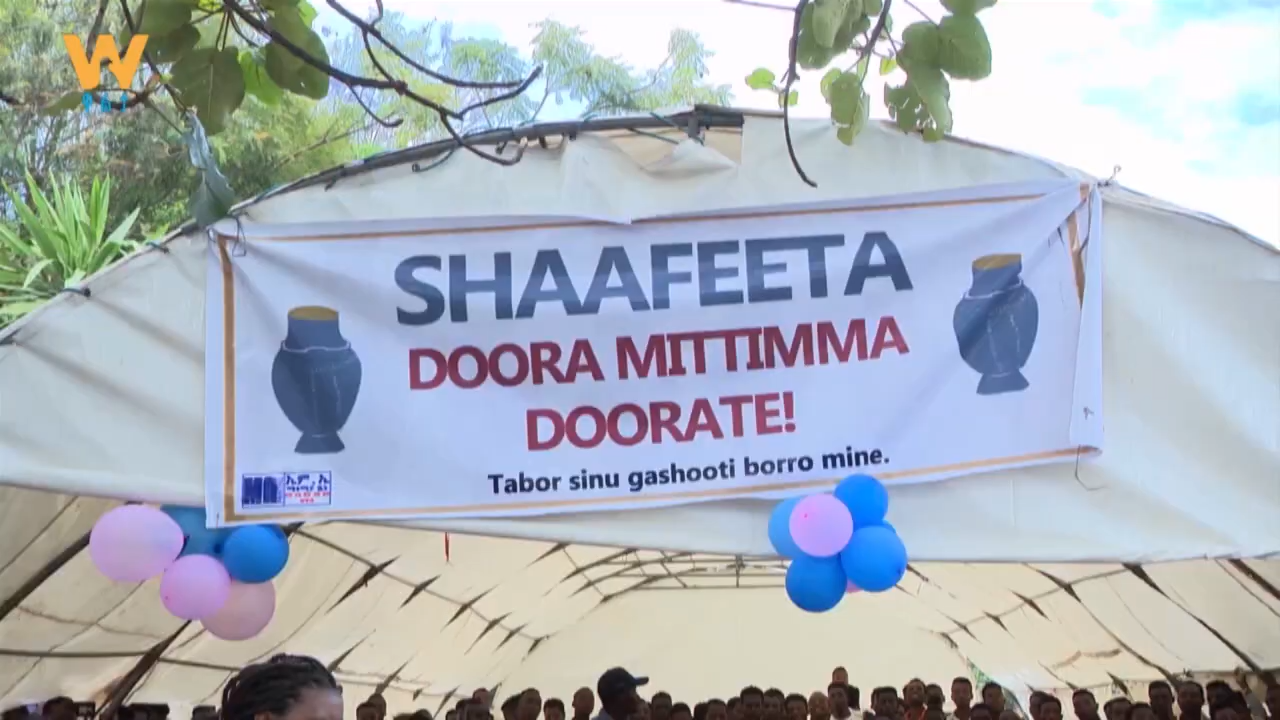 W
SHAAFEETA
DOORA MITTIMMA
DOORATE!
Tabor sinu gashooti borro mine.